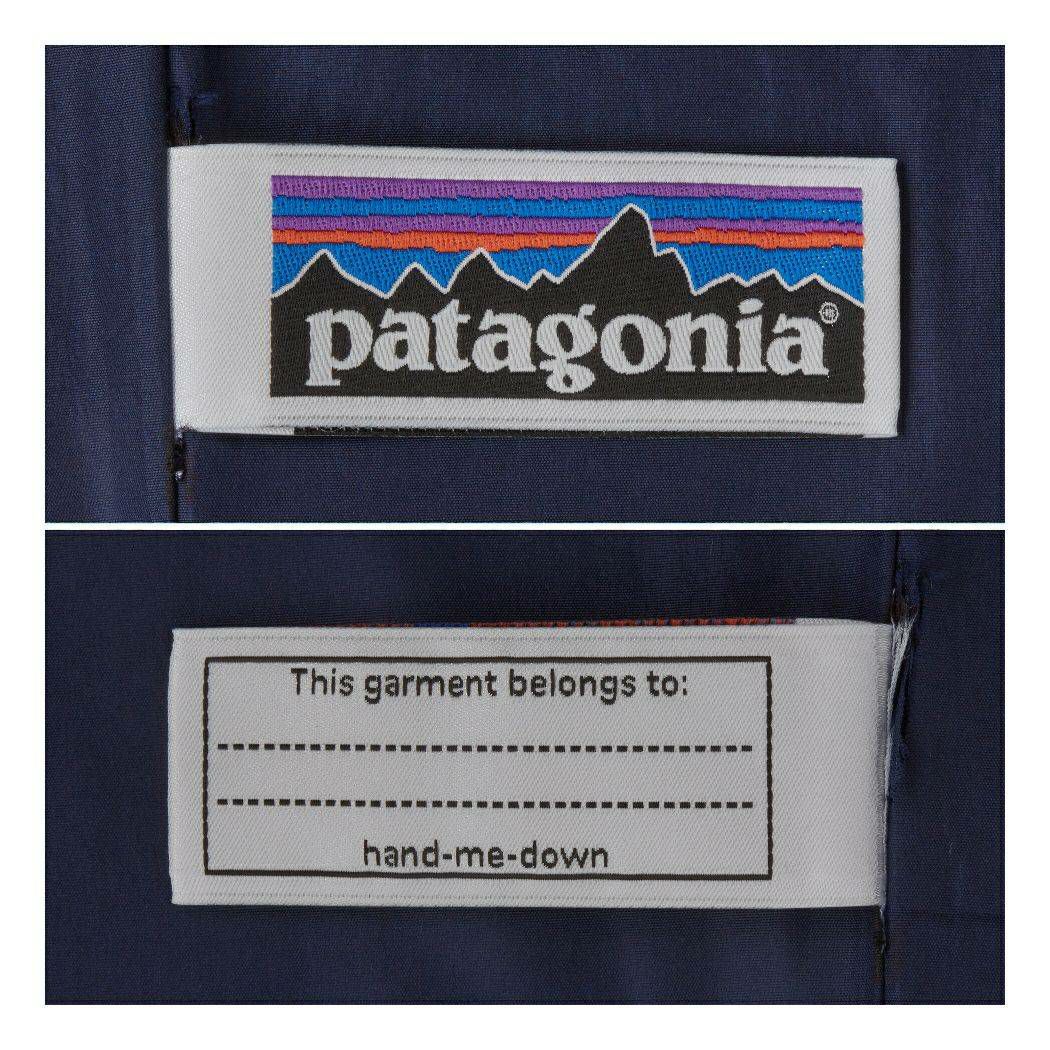 patagonia®
This garment belongs to:
hand-me-down